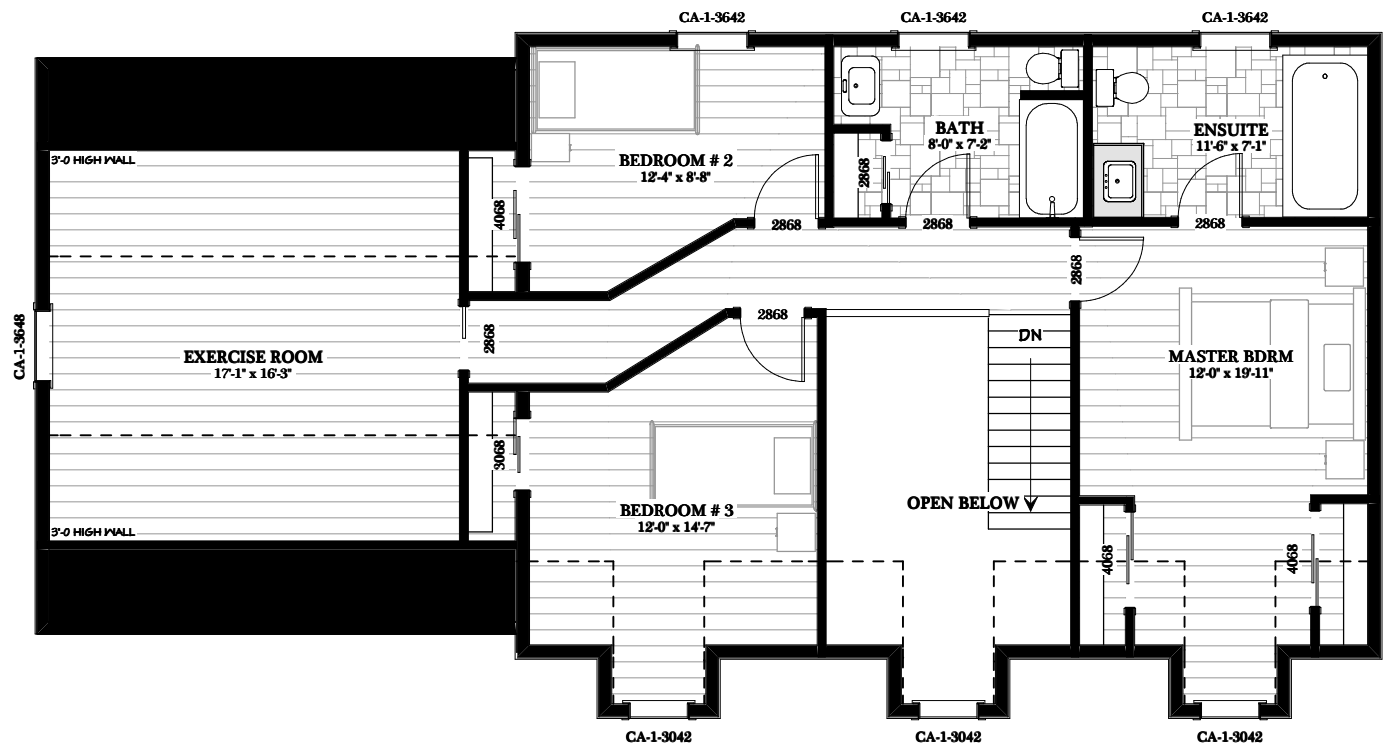 CA-1-3642
CA-1-3642
CA-1-3642
3'-0 HIGH WALL
BEDROOM # 2
12'-4" x 8'-8"
BATH
8'-0" x 7'-2"
ENSUITE
11'-6" x 7'-1"
2868
4068
2868
2868
2868
2868
CA-1-3648
EXERCISE ROOM
17'-1" x 16'-3"
2868
2868
DN
MASTER BDRM
12'-0" x 19'-11"
3068
BEDROOM # 3
12'-0" x 14'-7"
OPEN BELOW
3'-0 HIGH WALL
4068
4068
CA-1-3042
CA-1-3042
CA-1-3042